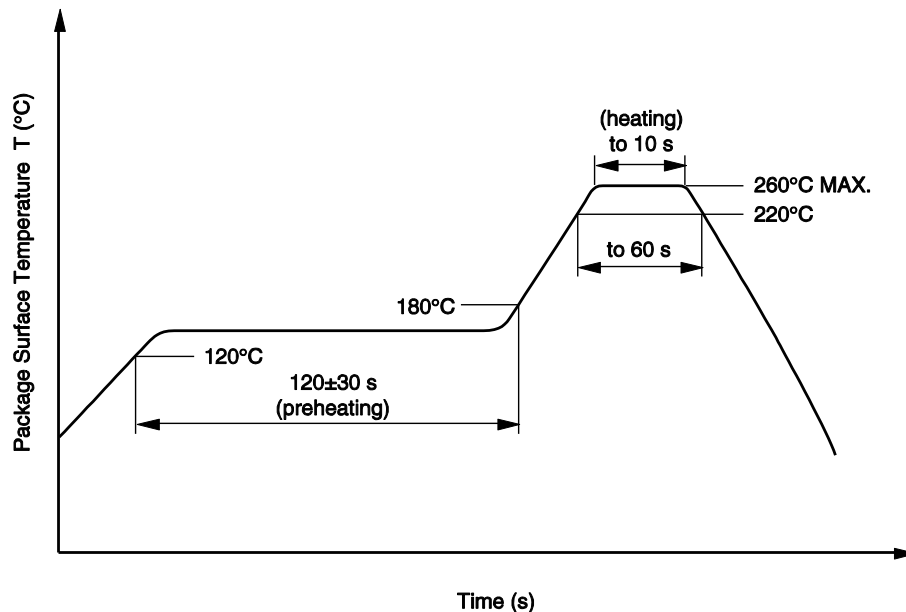 Package Surface Temperature T (°C)
(heating)
to 10 s
260°C MAX.
220°C
to 60 s
180°C
120°C
120±30 s
(preheating)
Time (s)